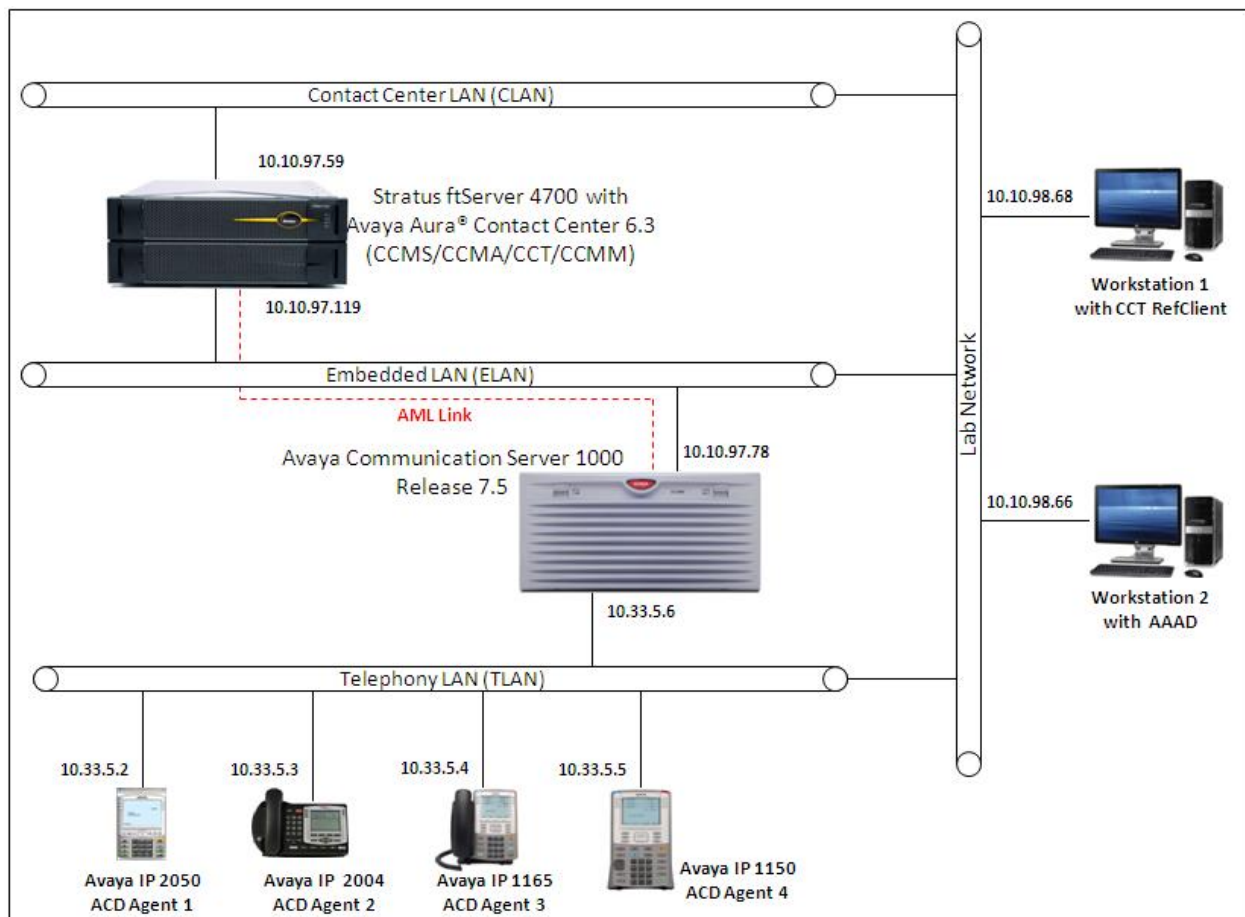 Contact Center LAN (CLAN)
10.10.97.59
Stratus ftServer 4700 with
Avaya Aura® Contact Center 6.3
(CCMS/CCMA/CCT/CCMM)
10.10.97.119
Embedded LAN (ELAN)
AML Link
10.10.97.78
Avaya Communication Server 1000
Release 7.5
10.33.5.6
Telephony LAN (TLAN)
10.33.5.2
10.33.5.3
10.33.5.4
10.33.5.5
Avaya IP 2050
ACD Agent 1
Avaya IP 2004
ACD Agent 2
Avaya IP 1165
ACD Agent 3
Avaya IP 1150
ACD Agent 4
Lab Network
10.10.98.68
Workstation 1
with CCT RefClient
10.10.98.66
Workstation 2
with AAAD